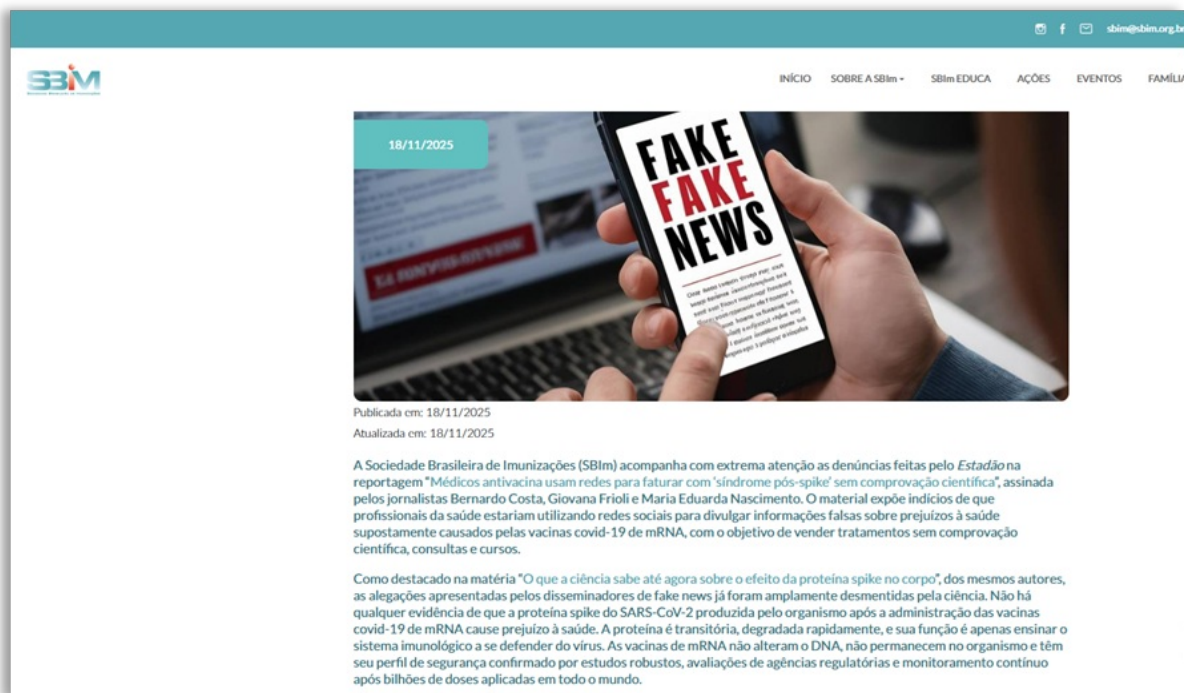 sbim@sbim.org.br
SBIM
INÍCIO SOBRE A SBIm SBIm EDUCA AÇÕES EVENTOS FAMÍLIA
18/11/2025
FAKE
FAKE
NEWS
Publicada em: 18/11/2025
Atualizada em: 18/11/2025
A Sociedade Brasileira de Imunizações (SBIm) acompanha com extrema atenção as denúncias feitas pelo Estadão na
reportagem "Médicos antivacina usam redes para faturar com 'síndrome pós-spike' sem comprovação científica", assinada
pelos jornalistas Bernardo Costa, Giovana Frioli e Maria Eduarda Nascimento. O material expõe indícios de que
profissionais da saúde estariam utilizando redes sociais para divulgar informações falsas sobre prejuízos à saúde
supostamente causados pelas vacinas covid-19 de mRNA, com o objetivo de vender tratamentos sem comprovação
científica, consultas e cursos.
Como destacado na matéria "O que a ciência sabe até agora sobre o efeito da proteína spike no corpo", dos mesmos autores,
as alegações apresentadas pelos disseminadores de fake news já foram amplamente desmentidas pela ciência. Não há
qualquer evidência de que a proteína spike do SARS-CoV-2 produzida pelo organismo após a administração das vacinas
covid-19 de mRNA cause prejuízo à saúde. A proteína é transitória, degradada rapidamente, e sua função é apenas ensinar o
sistema imunológico a se defender do vírus. As vacinas de mRNA não alteram o DNA, não permanecem no organismo e têm
seu perfil de segurança confirmado por estudos robustos, avaliações de agências regulatórias e monitoramento contínuo
após bilhões de doses aplicadas em todo o mundo.